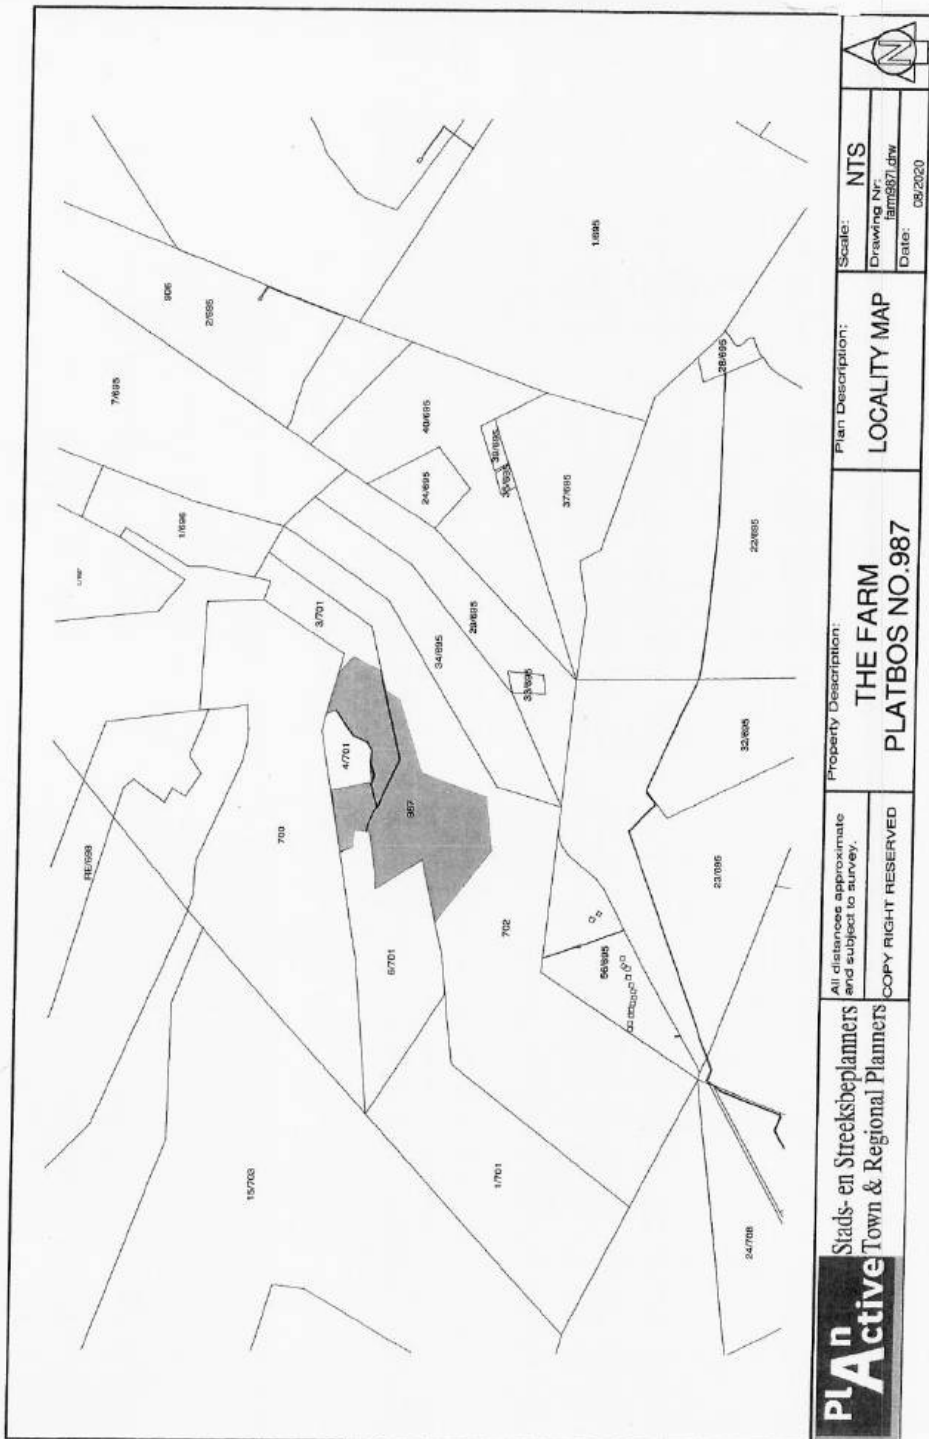 7/695
906
2/695
1/695
1/696
40/695
24/695
39/695
37/695
28/695
3/701
34/695
29/695
33/695
22/695
32/695
4/701
987
RE/698
700
6/701
702
56/695
23/695
15/703
1/701
24/708
N
Scale: NTS
Drawing Nr:
farm987l.drw
Date:
08/2020
Plan Description:
LOCALITY MAP
Property Description:
THE FARM
PLATBOS NO.987
All distances approximate
and subject to survey.
COPY RIGHT RESERVED
Stads- en Streeksbeplanners
Town & Regional Planners
Plan
Active